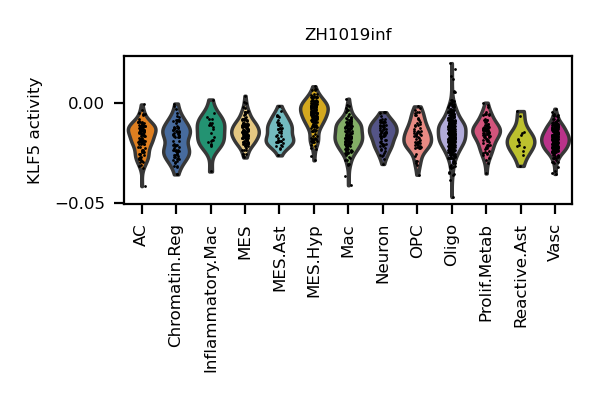 ZH1019inf
KLF5 activity
0.00
−0.05
AC
Chromatin.Reg
Inflammatory.Mac
MES
MES.Ast
MES.Hyp
Mac
Neuron
OPC
Oligo
Prolif.Metab
Reactive.Ast
Vasc